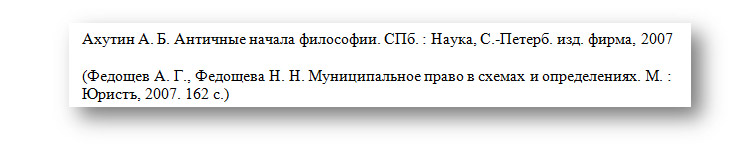 Ахутин А. Б. Античные начала философии. СПб. : Наука, С.-Петерб. изд. фирма, 2007
(Федощев А. Г., Федощева Н. Н. Муниципальное право в схемах и определениях. М. :
Юристъ, 2007. 162 с.)